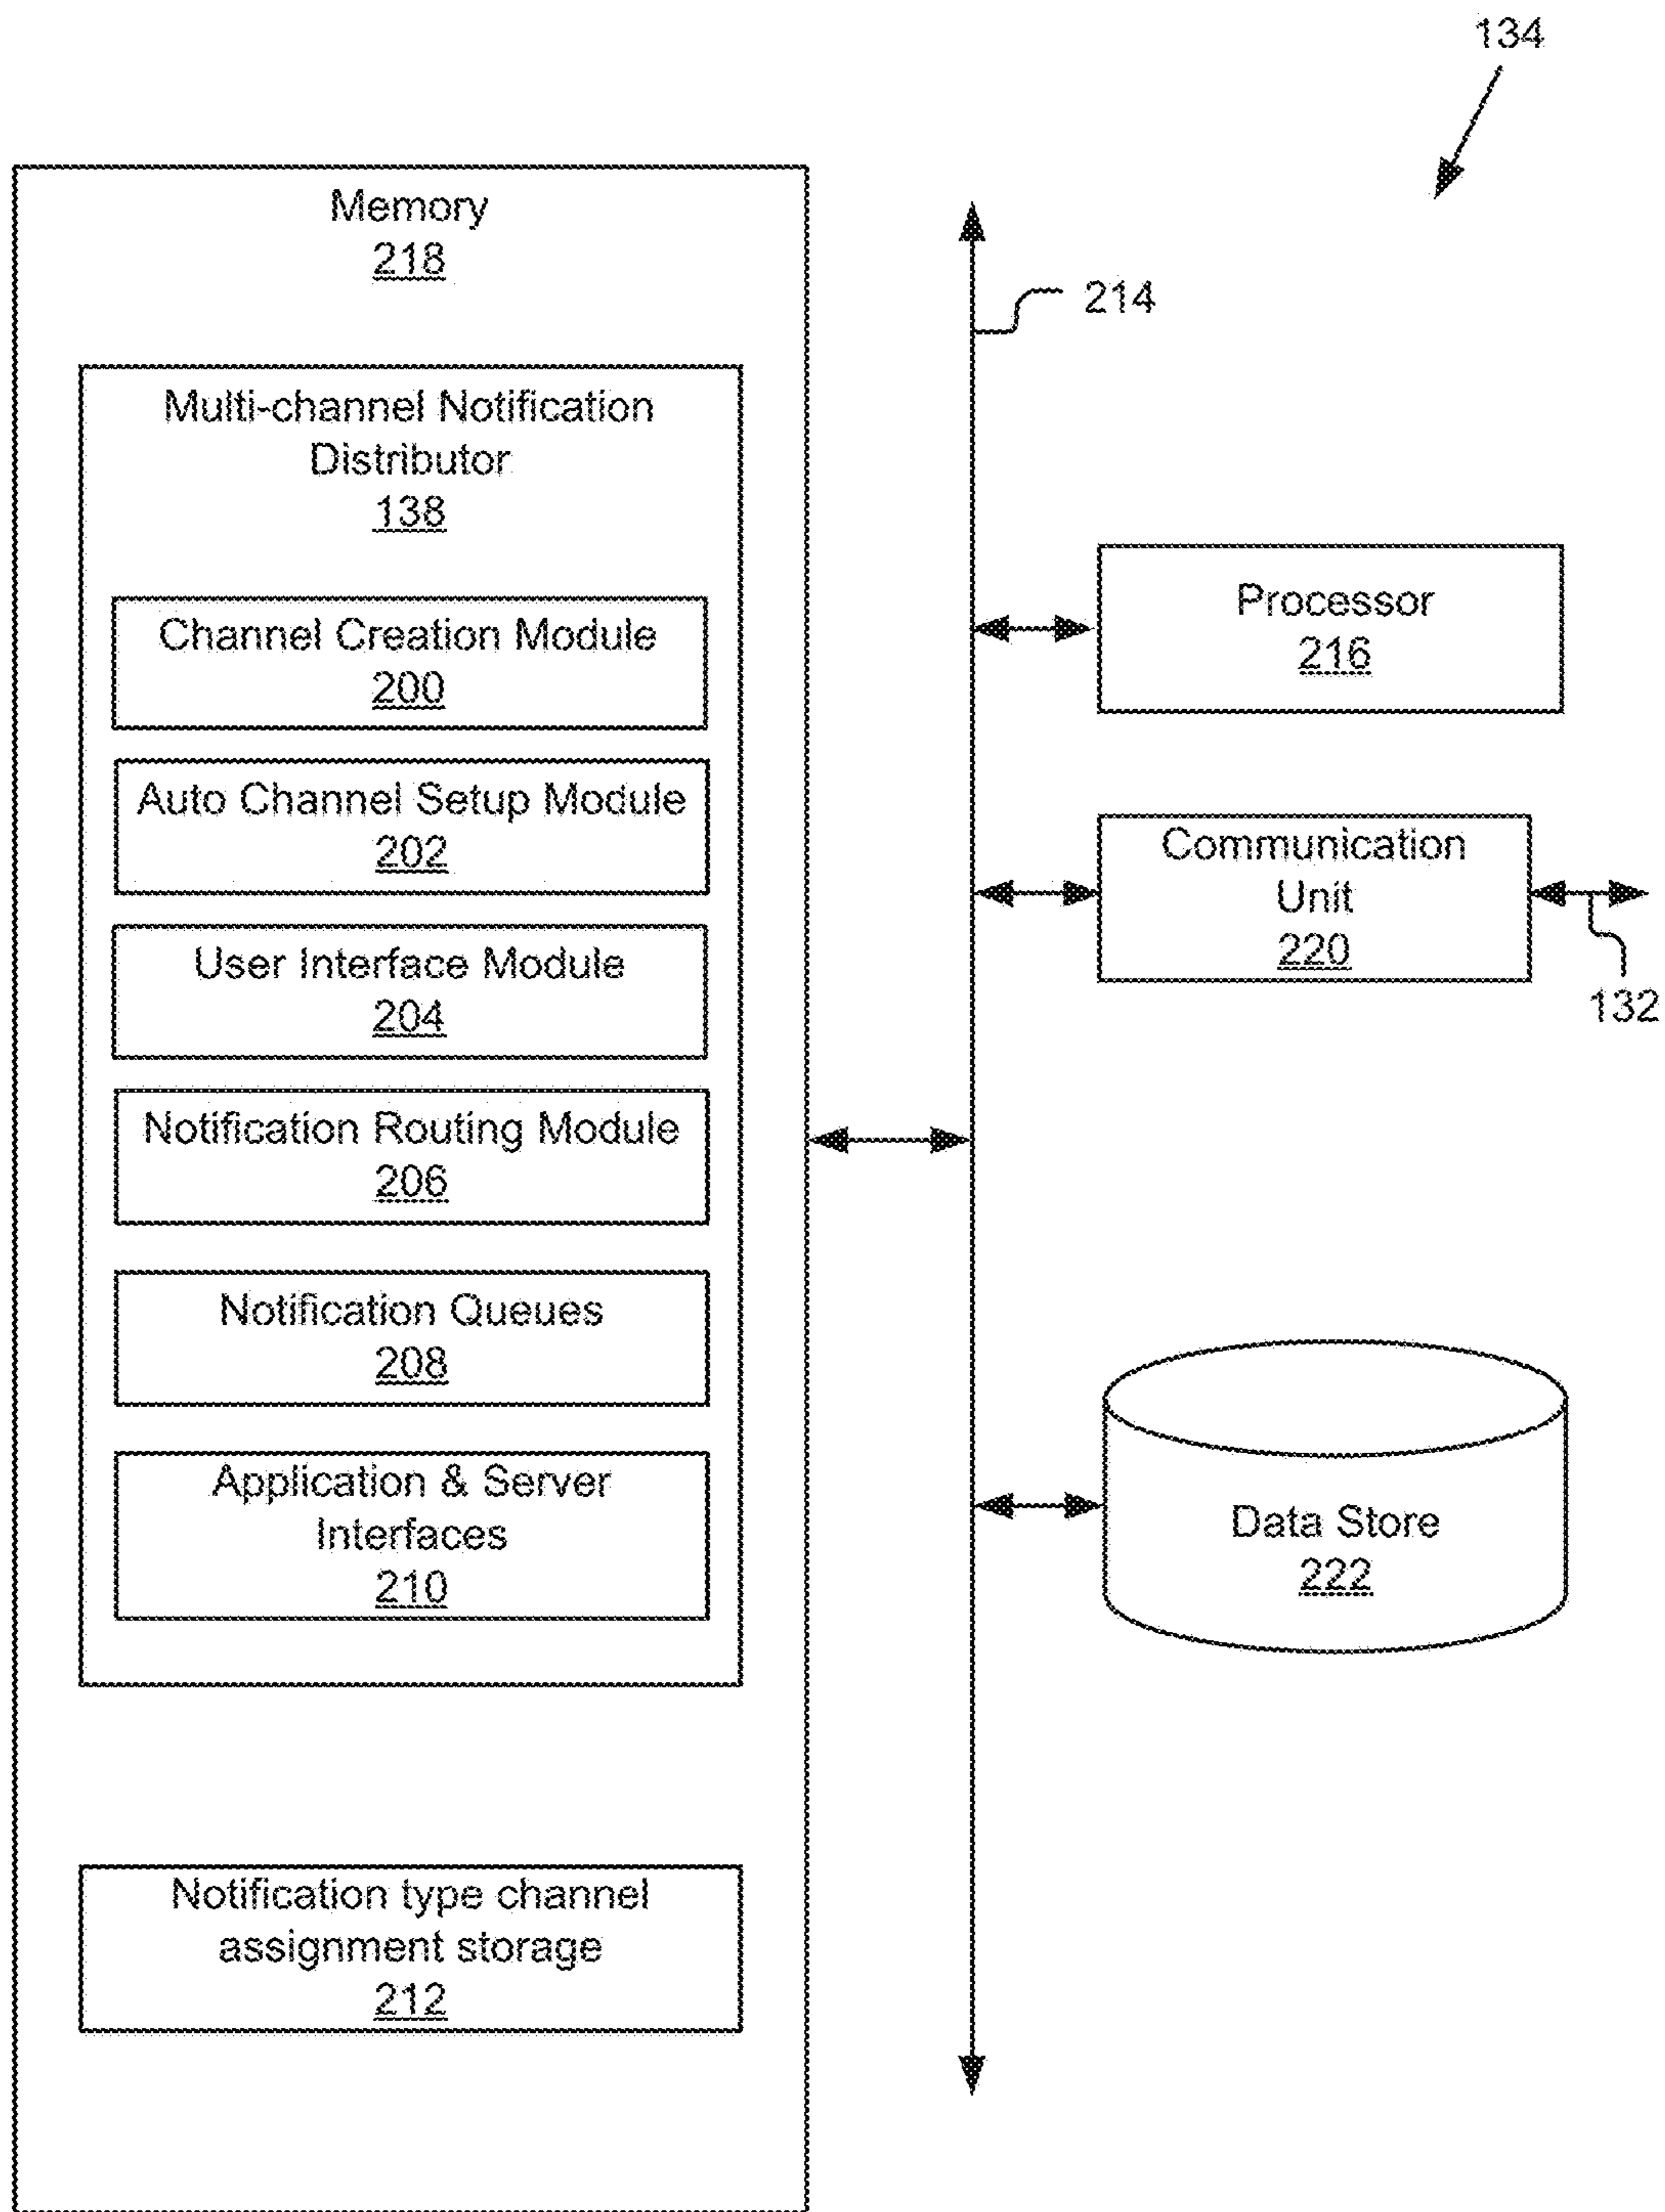 134
Memory
218
214
Multi-channel Notification
Distributor
138
Channel Creation Module
200
Auto Channel Setup Module
202
User Interface Module
204
Notification Routing Module
206
Notification Queues
208
Application & Server
Interfaces
210
Notification type channel
assignment storage
212
Processor
216
Communication
Unit
220
132
Data Store
222